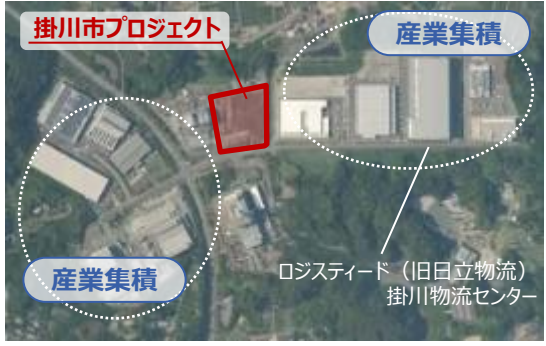 掛川市プロジェクト
産業集積
産業集積
ロジスティード（旧日立物流）
掛川物流センター